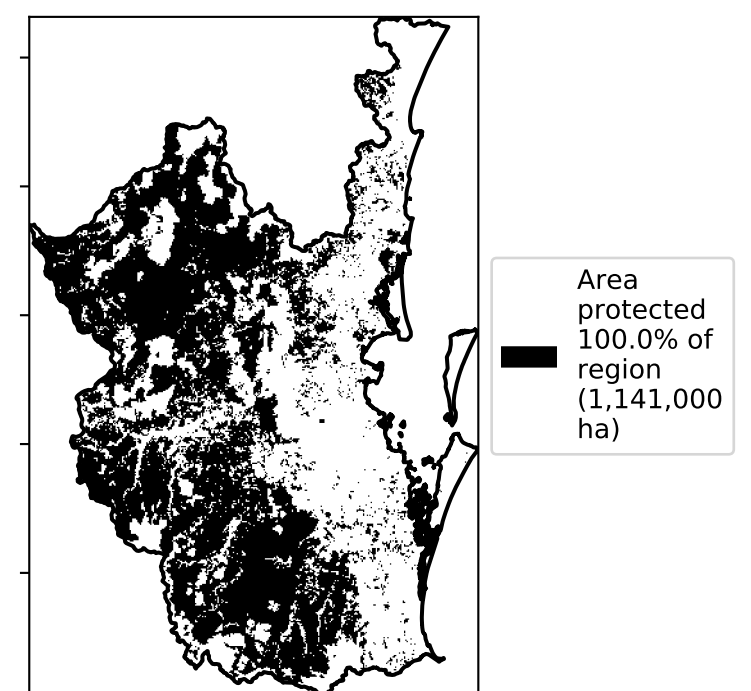 Area
protected
100.0% of
region
(1,141,000
ha)